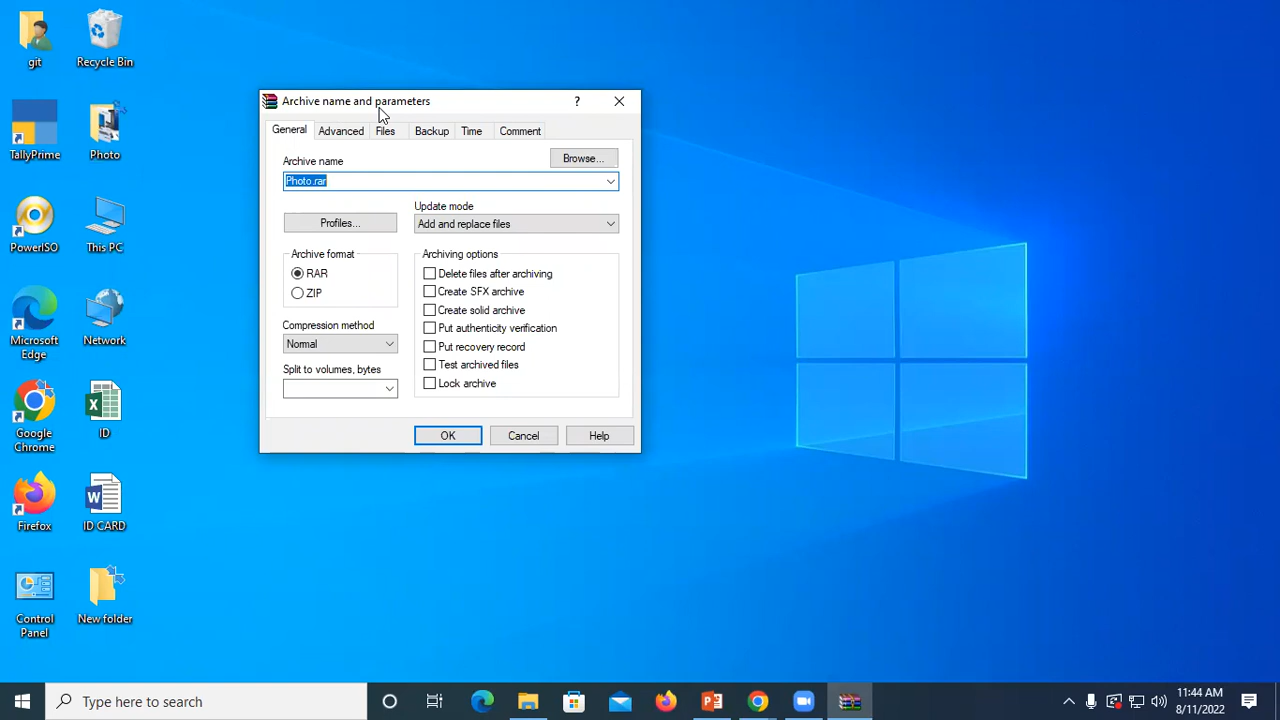 git
Recycle Bin
TallyPrime
Photo
PowerISO
This PC
Microsoft
Edge
Network
Google
Chrome
ID
Firefox
ID CARD
Control
Panel
New folder
Archive name and parameters
?
General
Advanced
Files
Backup
Time
Comment
Archive name
Browse...
Photo.rar
Profiles...
Update mode
Add and replace files
Archive format
RAR
ZIP
Compression method
Normal
Split to volumes, bytes
Archiving options
Delete files after archiving
Create SFX archive
Create solid archive
Put authenticity verification
Put recovery record
Test archived files
Lock archive
OK
Cancel
Help
Type here to search
11:44 AM
8/11/2022